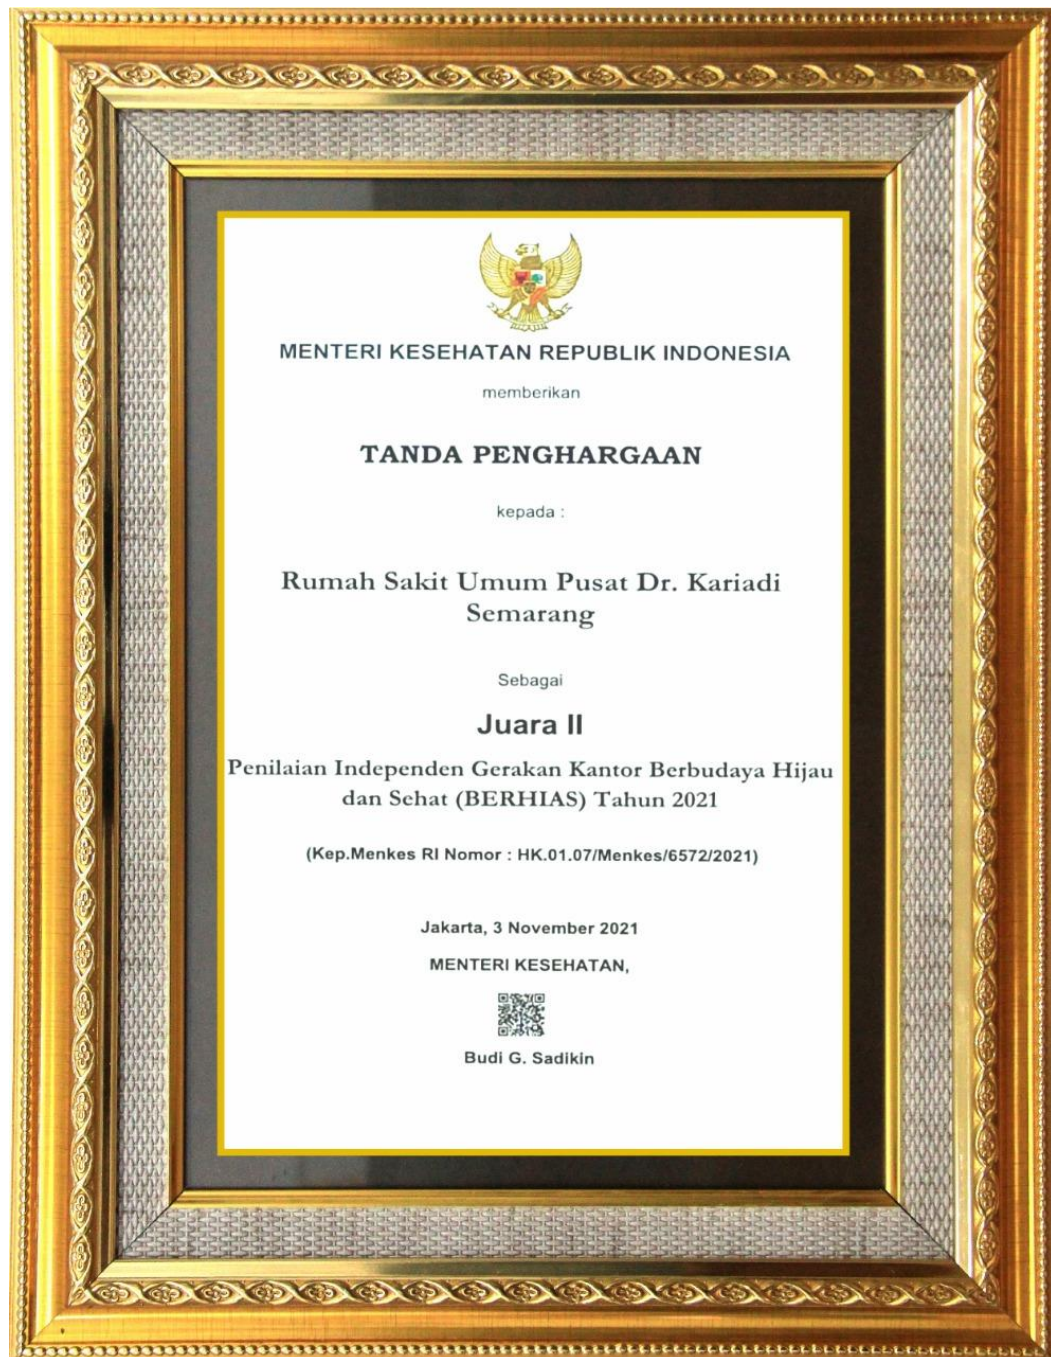 MENTERI KESEHATAN REPUBLIK INDONESIA
memberikan
TANDA PENGHARGAAN
kepada :
Rumah Sakit Umum Pusat Dr. Kariadi
Semarang
Sebagai
Juara II
Penilaian Independen Gerakan Kantor Berbudaya Hijau
dan Sehat (BERHIAS) Tahun 2021
(Kep.Menkes RI Nomor : HK.01.07/Menkes/6572/2021)
Jakarta, 3 November 2021
MENTERI KESEHATAN,
Budi G. Sadikin